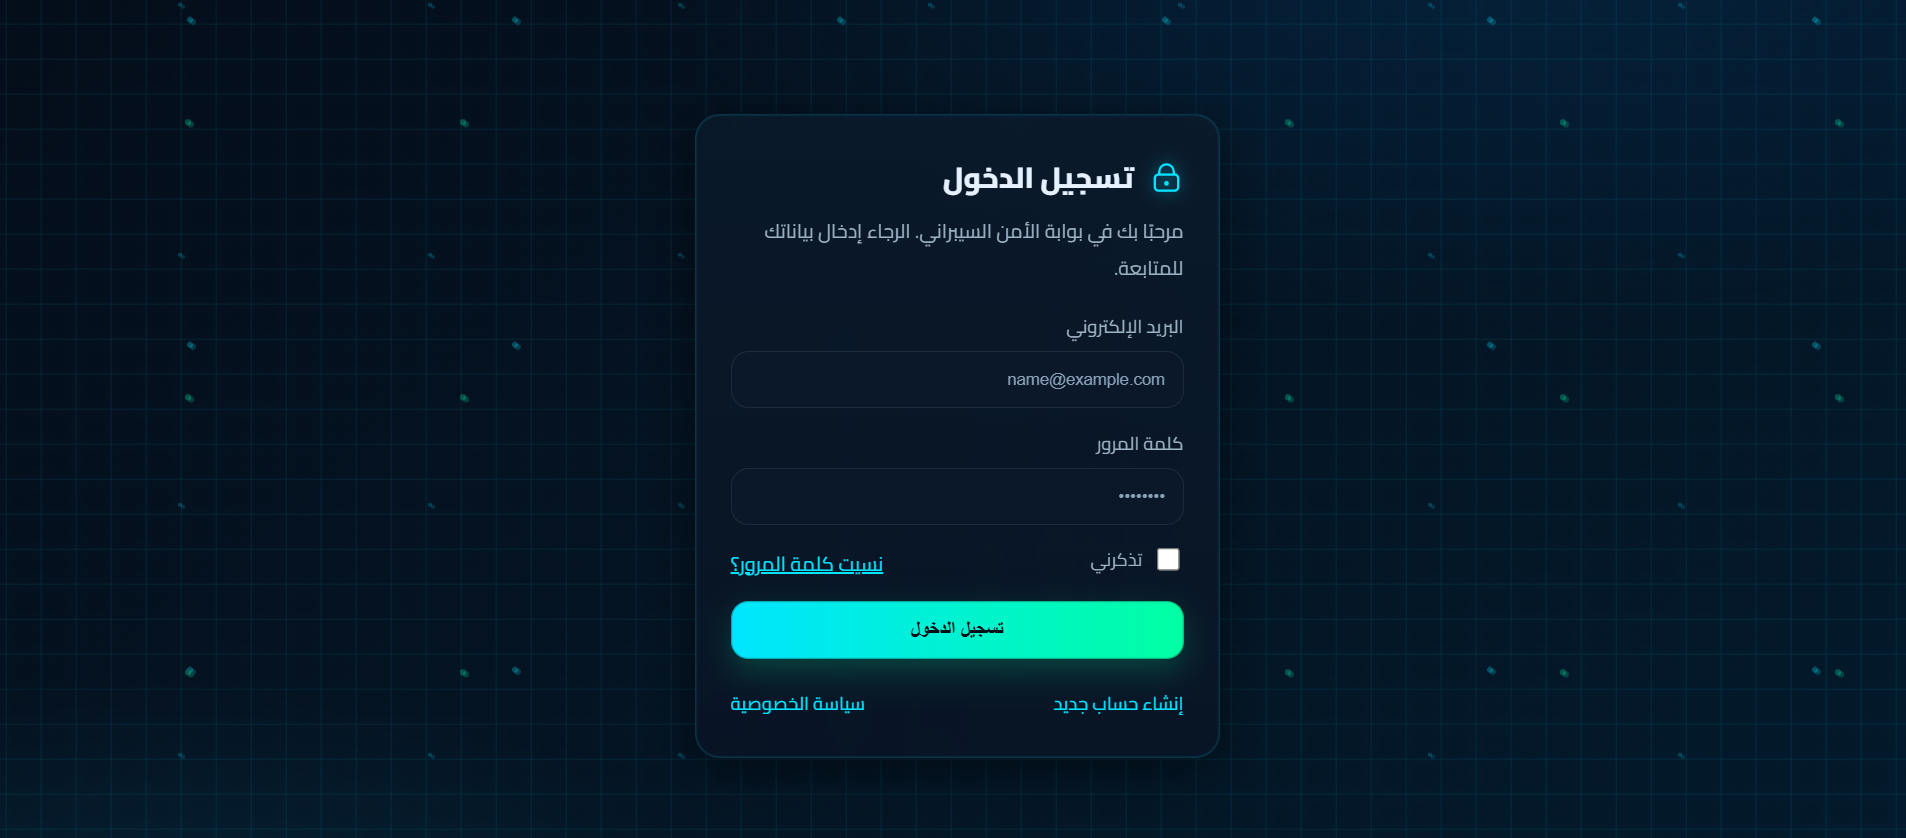 تسجيل الدخول
مرحبًا بك في بوابة الأمن السيبراني. الرجاء إدخال بياناتك
للمتابعة.
البريد الإلكتروني
name@example.com
كلمة المرور
••••••••
تذكرني
نسيت كلمة المرور؟
تسجيل الدخول
إنشاء حساب جديد
سياسة الخصوصية